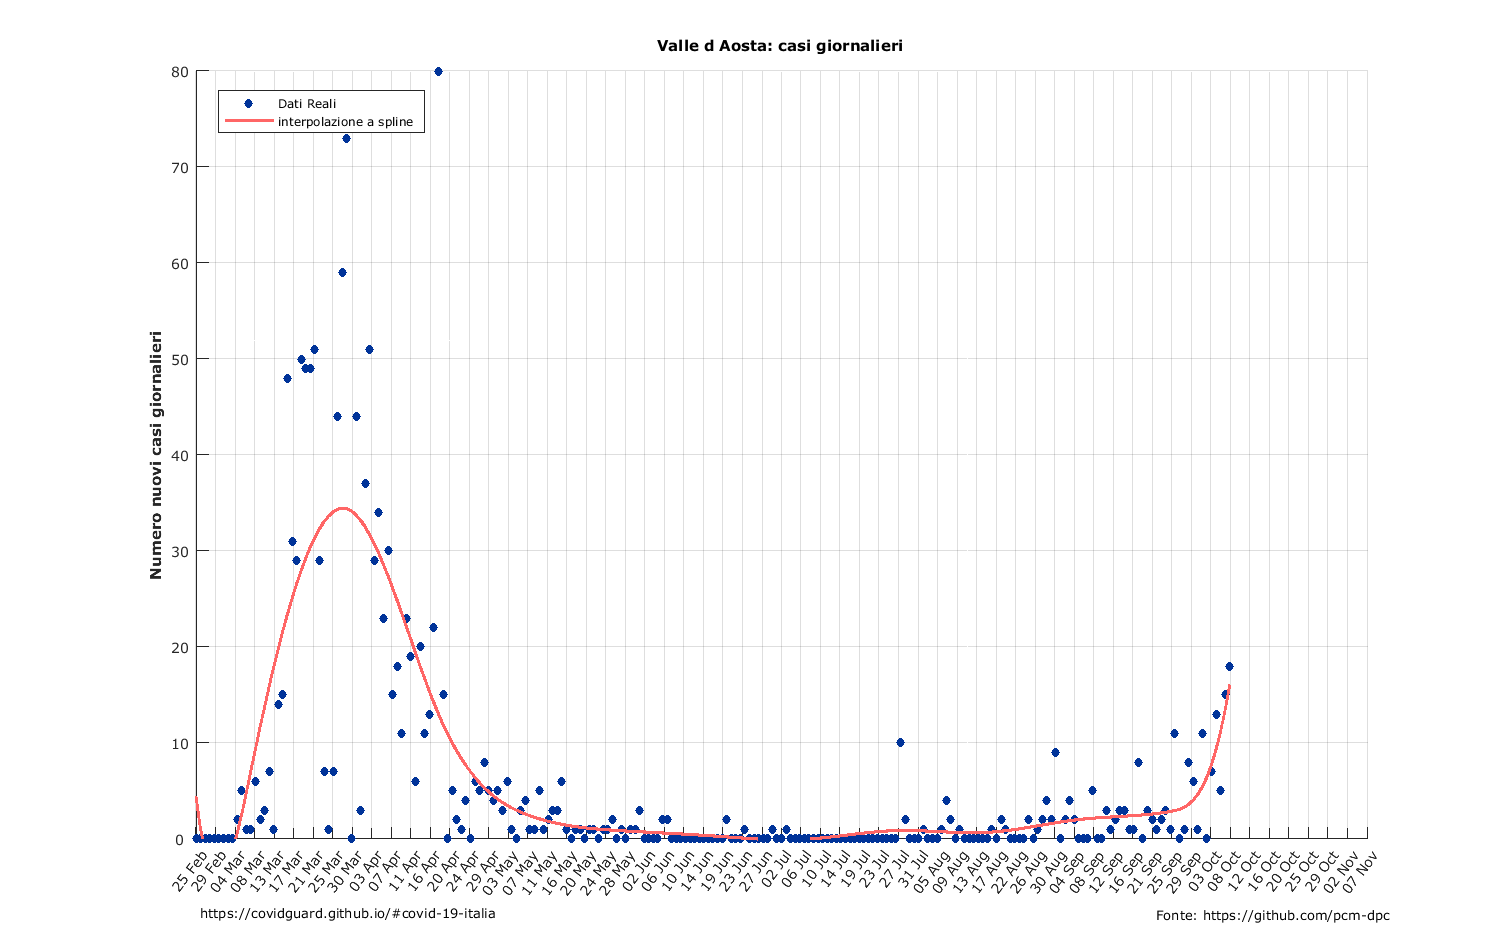 Valle d Aosta: casi giornalieri
Dati Reali
interpolazione a spline
Numero nuovi casi giornalieri
80
70
60
50
40
30
20
10
0
25 Feb
29 Feb
04 Mar
08 Mar
13 Mar
17 Mar
21 Mar
25 Mar
30 Mar
03 Apr
07 Apr
11 Apr
16 Apr
20 Apr
24 Apr
29 Apr
03 May
07 May
11 May
16 May
20 May
24 May
28 May
02 Jun
06 Jun
10 Jun
14 Jun
19 Jun
23 Jun
27 Jun
02 Jul
06 Jul
10 Jul
14 Jul
19 Jul
23 Jul
27 Jul
31 Jul
05 Aug
09 Aug
13 Aug
17 Aug
22 Aug
26 Aug
30 Aug
04 Sep
08 Sep
12 Sep
16 Sep
21 Sep
25 Sep
29 Sep
03 Oct
08 Oct
12 Oct
16 Oct
20 Oct
25 Oct
29 Oct
02 Nov
07 Nov
https://covidguard.github.io/#covid-19-italia
Fonte: https://github.com/pcm-dpc